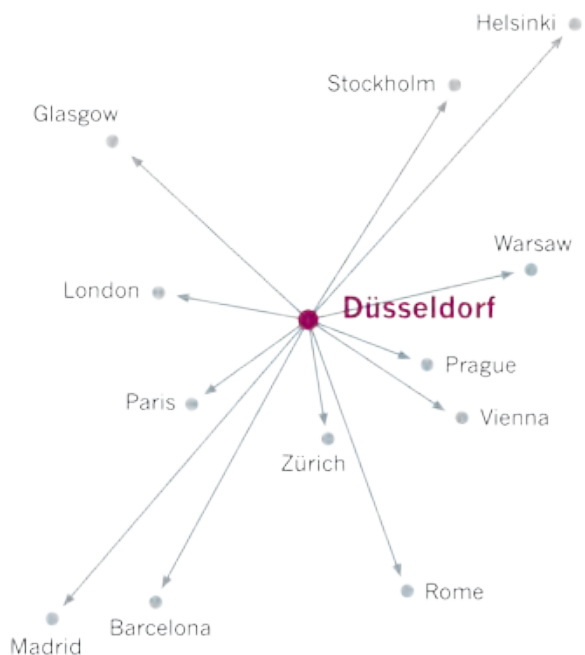 Helsinki
Stockholm
Glasgow
Warsaw
London
Düsseldorf
Prague
Paris
Vienna
Zürich
Rome
Barcelona
Madrid